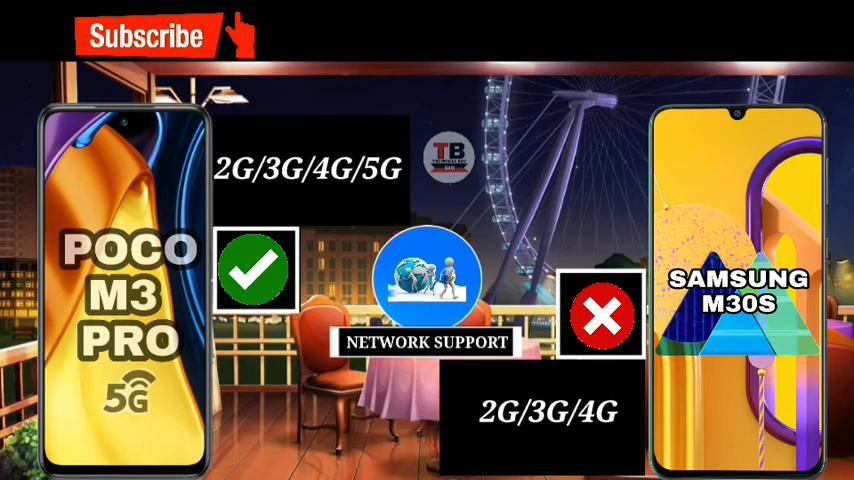 Subscribe
2G/3G/4G/5G
TB
POCO
M3
PRO
5G
SAMSUNG
M30S
NETWORK SUPPORT
2G/3G/4G